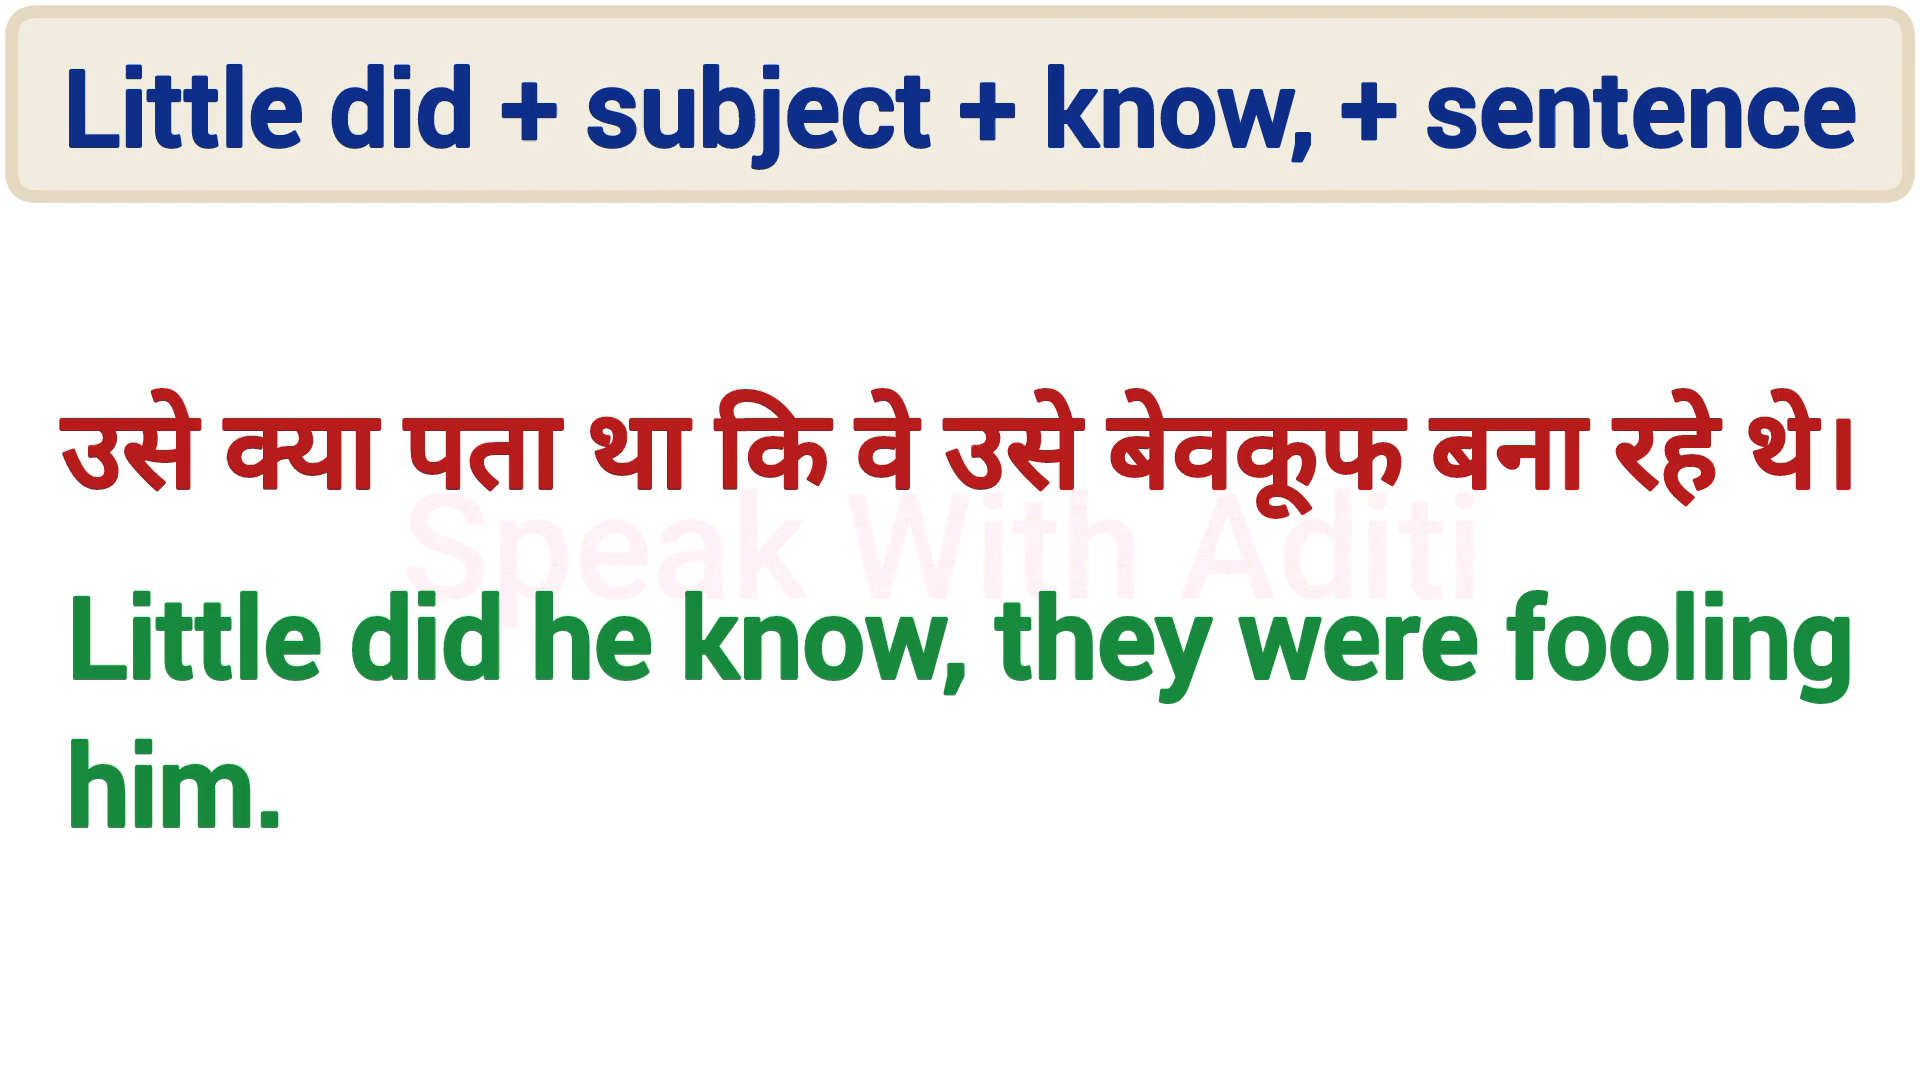 Little did + subject + know, + sentence
उसे क्या पता था कि वे उसे बेवकूफ बना रहे थे।
Speak With Aditi
Little did he know, they were fooling
him.